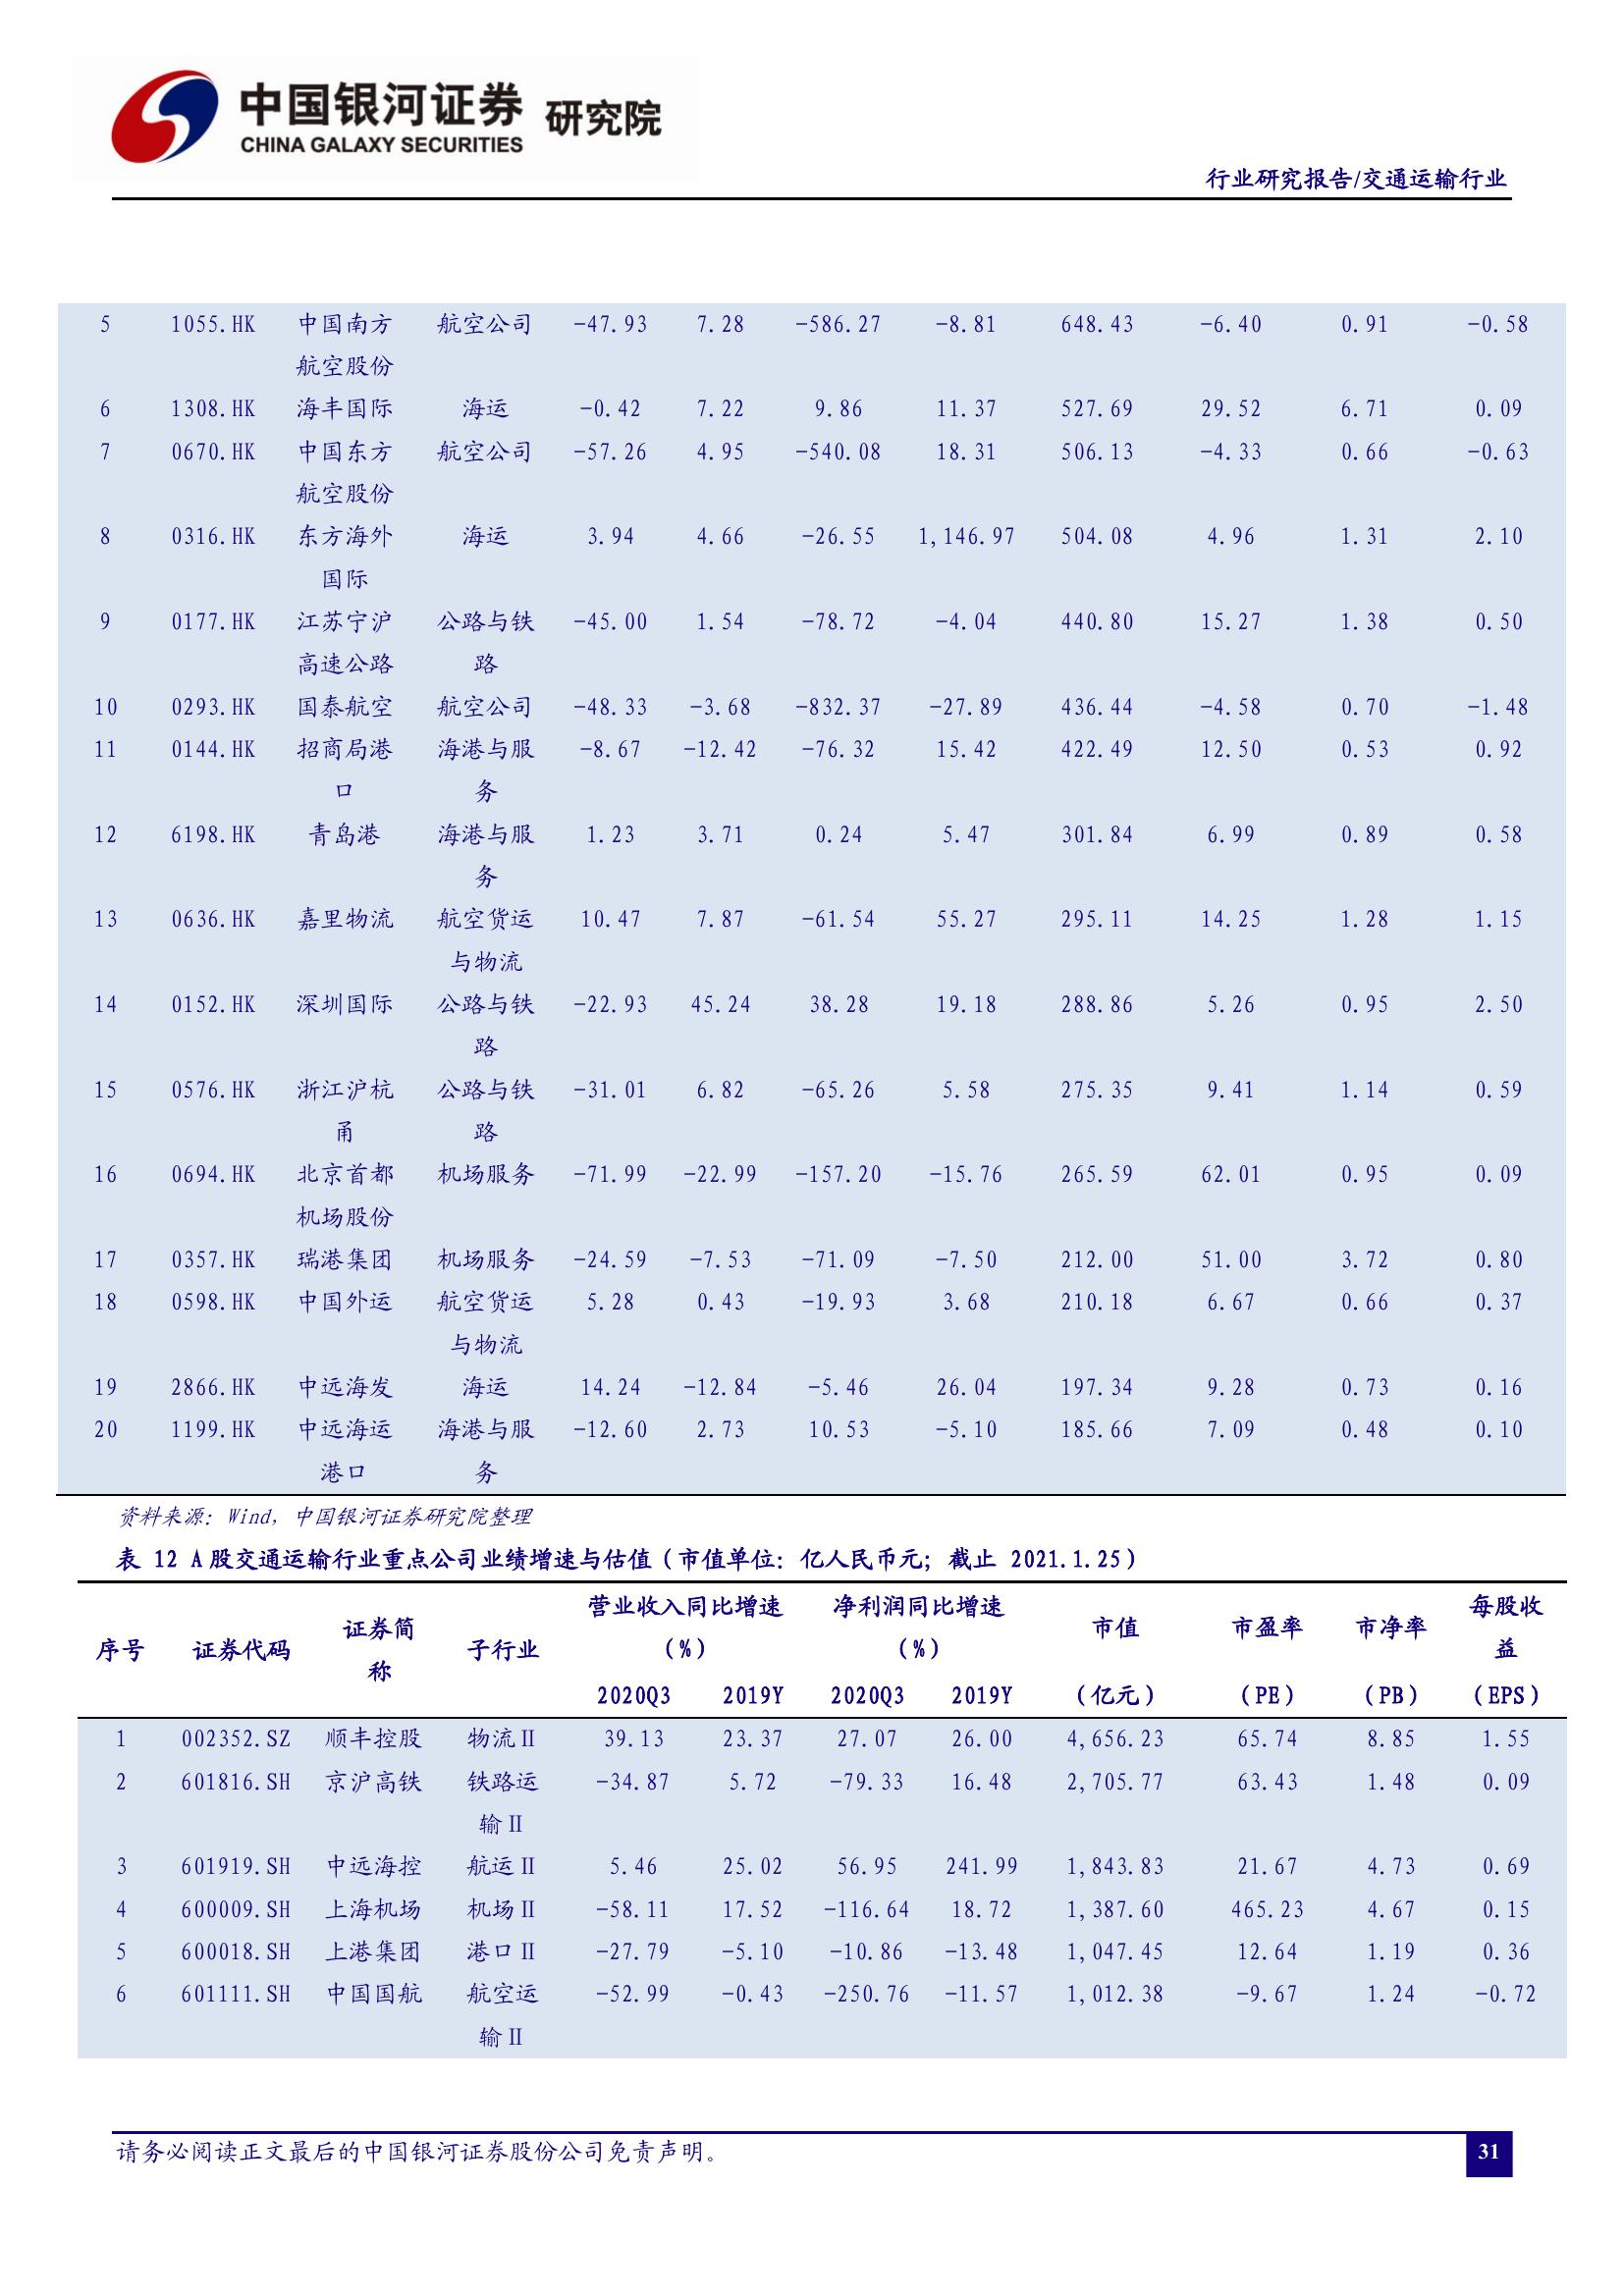 中国银河证券 研究院
CHINA GALAXY SECURITIES
行业研究报告/交通运输行业
5 1055.HK 中国南方 航空公司 -47.93 7.28 -586.27 -8.81 648.43 -6.40 0.91 -0.58
航空股份
6 1308.HK 海丰国际 海运 -0.42 7.22 9.86 11.37 527.69 29.52 6.71 0.09
7 0670.HK 中国东方 航空公司 -57.26 4.95 -540.08 18.31 506.13 -4.33 0.66 -0.63
航空股份
8 0316.HK 东方海外 海运 3.94 4.66 -26.55 1,146.97 504.08 4.96 1.31 2.10
国际
9 0177.HK 江苏宁沪 公路与铁 -45.00 1.54 -78.72 -4.04 440.80 15.27 1.38 0.50
高速公路 路
10 0293.HK 国泰航空 航空公司 -48.33 -3.68 -832.37 -27.89 436.44 -4.58 0.70 -1.48
11 0144.HK 招商局港 海港与服 -8.67 -12.42 -76.32 15.42 422.49 12.50 0.53 0.92
口 务
12 6198.HK 青岛港 海港与服 1.23 3.71 0.24 5.47 301.84 6.99 0.89 0.58
务
13 0636.HK 嘉里物流 航空货运 10.47 7.87 -61.54 55.27 295.11 14.25 1.28 1.15
与物流
14 0152.HK 深圳国际 公路与铁 -22.93 45.24 38.28 19.18 288.86 5.26 0.95 2.50
路
15 0576.HK 浙江沪杭 公路与铁 -31.01 6.82 -65.26 5.58 275.35 9.41 1.14 0.59
甬 路
16 0694.HK 北京首都 机场服务 -71.99 -22.99 -157.20 -15.76 265.59 62.01 0.95 0.09
机场股份
17 0357.HK 瑞港集团 机场服务 -24.59 -7.53 -71.09 -7.50 212.00 51.00 3.72 0.80
18 0598.HK 中国外运 航空货运 5.28 0.43 -19.93 3.68 210.18 6.67 0.66 0.37
与物流
19 2866.HK 中远海发 海运 14.24 -12.84 -5.46 26.04 197.34 9.28 0.73 0.16
20 1199.HK 中远海运 海港与服 -12.60 2.73 10.53 -5.10 185.66 7.09 0.48 0.10
港口 务
资料来源：Wind，中国银河证券研究院整理
表 12 A 股交通运输行业重点公司业绩增速与估值（市值单位：亿人民币元；截止 2021.1.25）
序号 证券代码 证券简称 子行业 营业收入同比增速（%） 净利润同比增速（%） 市值 市盈率 市净率 每股收益
2020Q3 2019Y 2020Q3 2019Y （亿元） （PE） （PB） （EPS）
1 002352.SZ 顺丰控股 物流Ⅱ 39.13 23.37 27.07 26.00 4,656.23 65.74 8.85 1.55
2 601816.SH 京沪高铁 铁路运 -34.87 5.72 -79.33 16.48 2,705.77 63.43 1.48 0.09
输Ⅱ
3 601919.SH 中远海控 航运Ⅱ 5.46 25.02 56.95 241.99 1,843.83 21.67 4.73 0.69
4 600009.SH 上海机场 机场Ⅱ -58.11 17.52 -116.64 18.72 1,387.60 465.23 4.67 0.15
5 600018.SH 上港集团 港口Ⅱ -27.79 -5.10 -10.86 -13.48 1,047.45 12.64 1.19 0.36
6 601111.SH 中国国航 航空运 -52.99 -0.43 -250.76 -11.57 1,012.38 -9.67 1.24 -0.72
输Ⅱ
请务必阅读正文最后的中国银河证券股份公司免责声明。
31